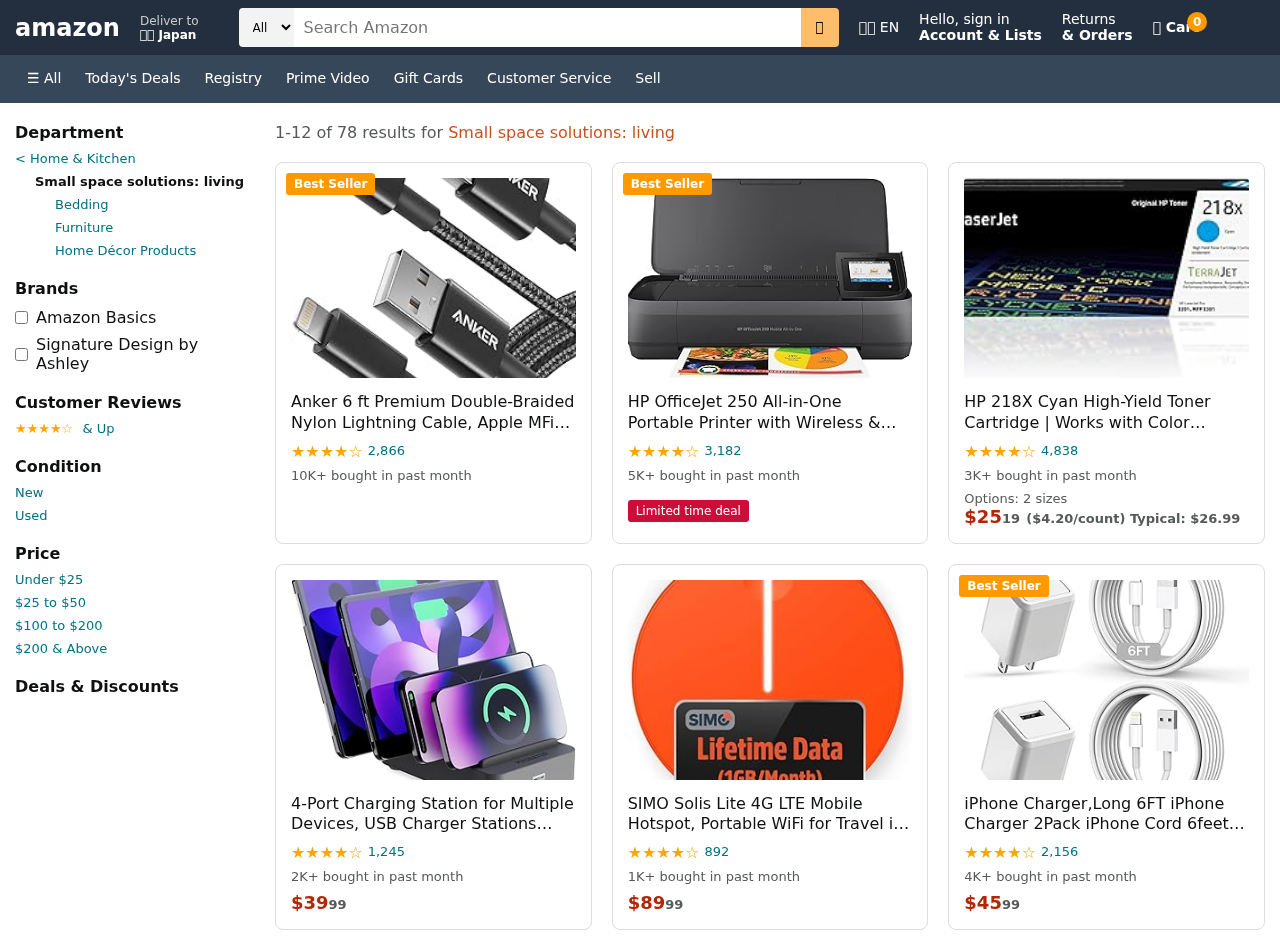 amazon
Deliver to
Japan
All
Search Amazon
EN
Hello, sign in
Account & Lists
Returns
& Orders
0
☰ All
Today's Deals
Registry
Prime Video
Gift Cards
Customer Service
Sell
Department
< Home & Kitchen
Small space solutions: living
Bedding
Furniture
Home Décor Products
Brands
Amazon Basics
Signature Design by
Ashley
Customer Reviews
★★★★☆ & Up
Condition
New
Used
Price
Under $25
$25 to $50
$100 to $200
$200 & Above
Deals & Discounts
1-12 of 78 results for Small space solutions: living
Best Seller
ANKER
ANKER
Anker 6 ft Premium Double-Braided
Nylon Lightning Cable, Apple MFi…
★★★★☆ 2,866
10K+ bought in past month
Best Seller
HP OfficeJet 250 All-in-One
Portable Printer with Wireless &…
★★★★☆ 3,182
5K+ bought in past month
Limited time deal
Original HP Toner
218x
aserJet
Cyan
TERRAJET
HONG KONG
NEW YORK
MADRI
RIO DE JANEI
SYDNEY
HP 218X Cyan High-Yield Toner
Cartridge | Works with Color…
★★★★☆ 4,838
3K+ bought in past month
Options: 2 sizes
$25 19 ($4.20/count) Typical: $26.99
4-Port Charging Station for Multiple
Devices, USB Charger Stations…
★★★★☆ 1,245
2K+ bought in past month
$39 99
SIMO
Lifetime Data
(1GB/Month)
SIMO Solis Lite 4G LTE Mobile
Hotspot, Portable WiFi for Travel i…
★★★★☆ 892
1K+ bought in past month
$89 99
Best Seller
6FT
iPhone Charger,Long 6FT iPhone
Charger 2Pack iPhone Cord 6feet…
★★★★☆ 2,156
4K+ bought in past month
$45 99